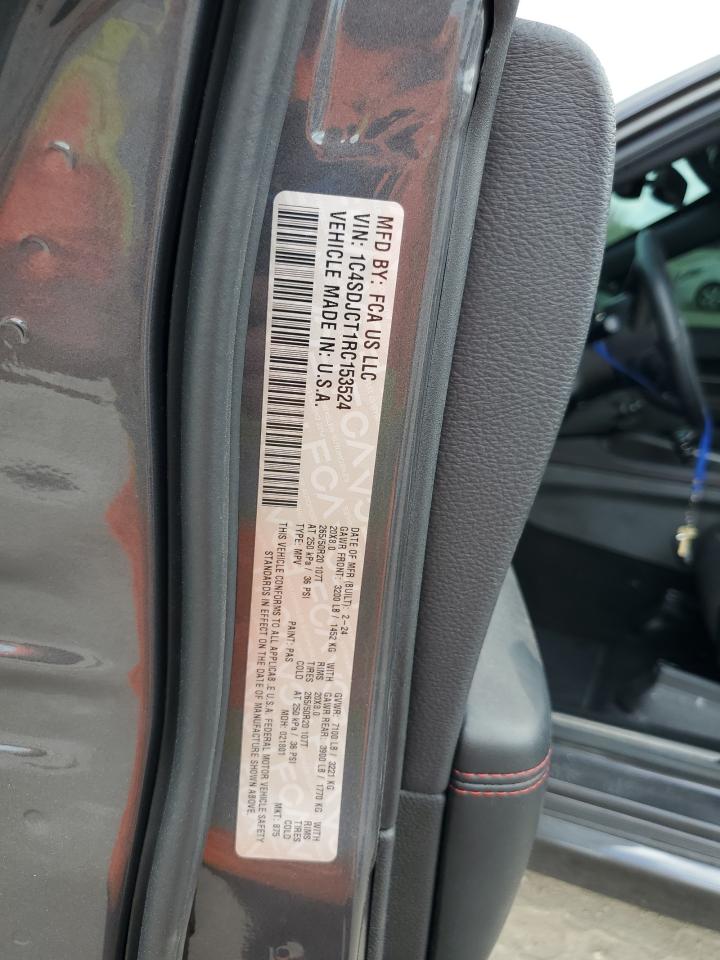 MFD BY: FCA US LLC
VIN: 1C4SDJCT1RC153524
VEHICLE MADE IN: U.S.A.
DATE OF MFR (BUILT): 2-24 GVWR: 7100 LB / 3221 KG
GAWR FRONT: 3200 LB / 1452 KG WITH GAWR REAR: 3900 LB / 1770 KG WITH
20X8.0 RIMS 20X8.0 RIMS
265/50R20 107T TIRES 265/50R20 107T TIRES
AT 250 kPa / 36 PSI COLD AT 250 kPa / 36 PSI COLD
TYPE: MPV PAINT: PAS MDH: 021801 MKT: 875
THIS VEHICLE CONFORMS TO ALL APPLICABLE U.S.A. FEDERAL MOTOR VEHICLE SAFETY
STANDARDS IN EFFECT ON THE DATE OF MANUFACTURE SHOWN ABOVE